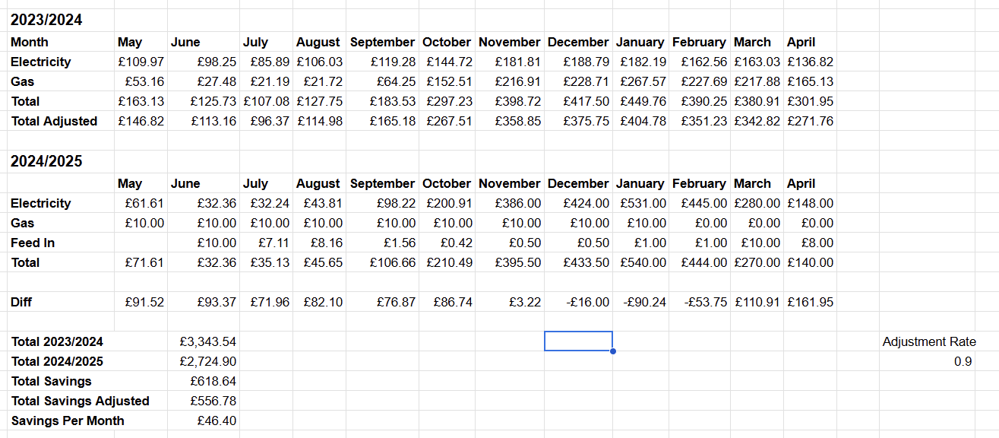 2023/2024
Month May June July August September October November December January February March April
Electricity £109.97 £98.25 £85.89 £106.03 £119.28 £144.72 £181.81 £188.79 £182.19 £162.56 £163.03 £136.82
Gas £53.16 £27.48 £21.19 £21.72 £64.25 £152.51 £216.91 £228.71 £267.57 £227.69 £217.88 £165.13
Total £163.13 £125.73 £107.08 £127.75 £183.53 £297.23 £398.72 £417.50 £449.76 £390.25 £380.91 £301.95
Total Adjusted £146.82 £113.16 £96.37 £114.98 £165.18 £267.51 £358.85 £375.75 £404.78 £351.23 £342.82 £271.76
2024/2025
May June July August September October November December January February March April
Electricity £61.61 £32.36 £32.24 £43.81 £98.22 £200.91 £386.00 £424.00 £531.00 £445.00 £280.00 £148.00
Gas £10.00 £10.00 £10.00 £10.00 £10.00 £10.00 £10.00 £10.00 £10.00 £0.00 £0.00 £0.00
Feed In £10.00 £7.11 £8.16 £1.56 £0.42 £0.50 £0.50 £1.00 £1.00 £10.00 £8.00
Total £71.61 £32.36 £35.13 £45.65 £106.66 £210.49 £395.50 £433.50 £540.00 £444.00 £270.00 £140.00
Diff £91.52 £93.37 £71.96 £82.10 £76.87 £86.74 £3.22 -£16.00 -£90.24 -£53.75 £110.91 £161.95
Total 2023/2024 £3,343.54 Adjustment Rate
Total 2024/2025 £2,724.90 0.9
Total Savings £618.64
Total Savings Adjusted £556.78
Savings Per Month £46.40